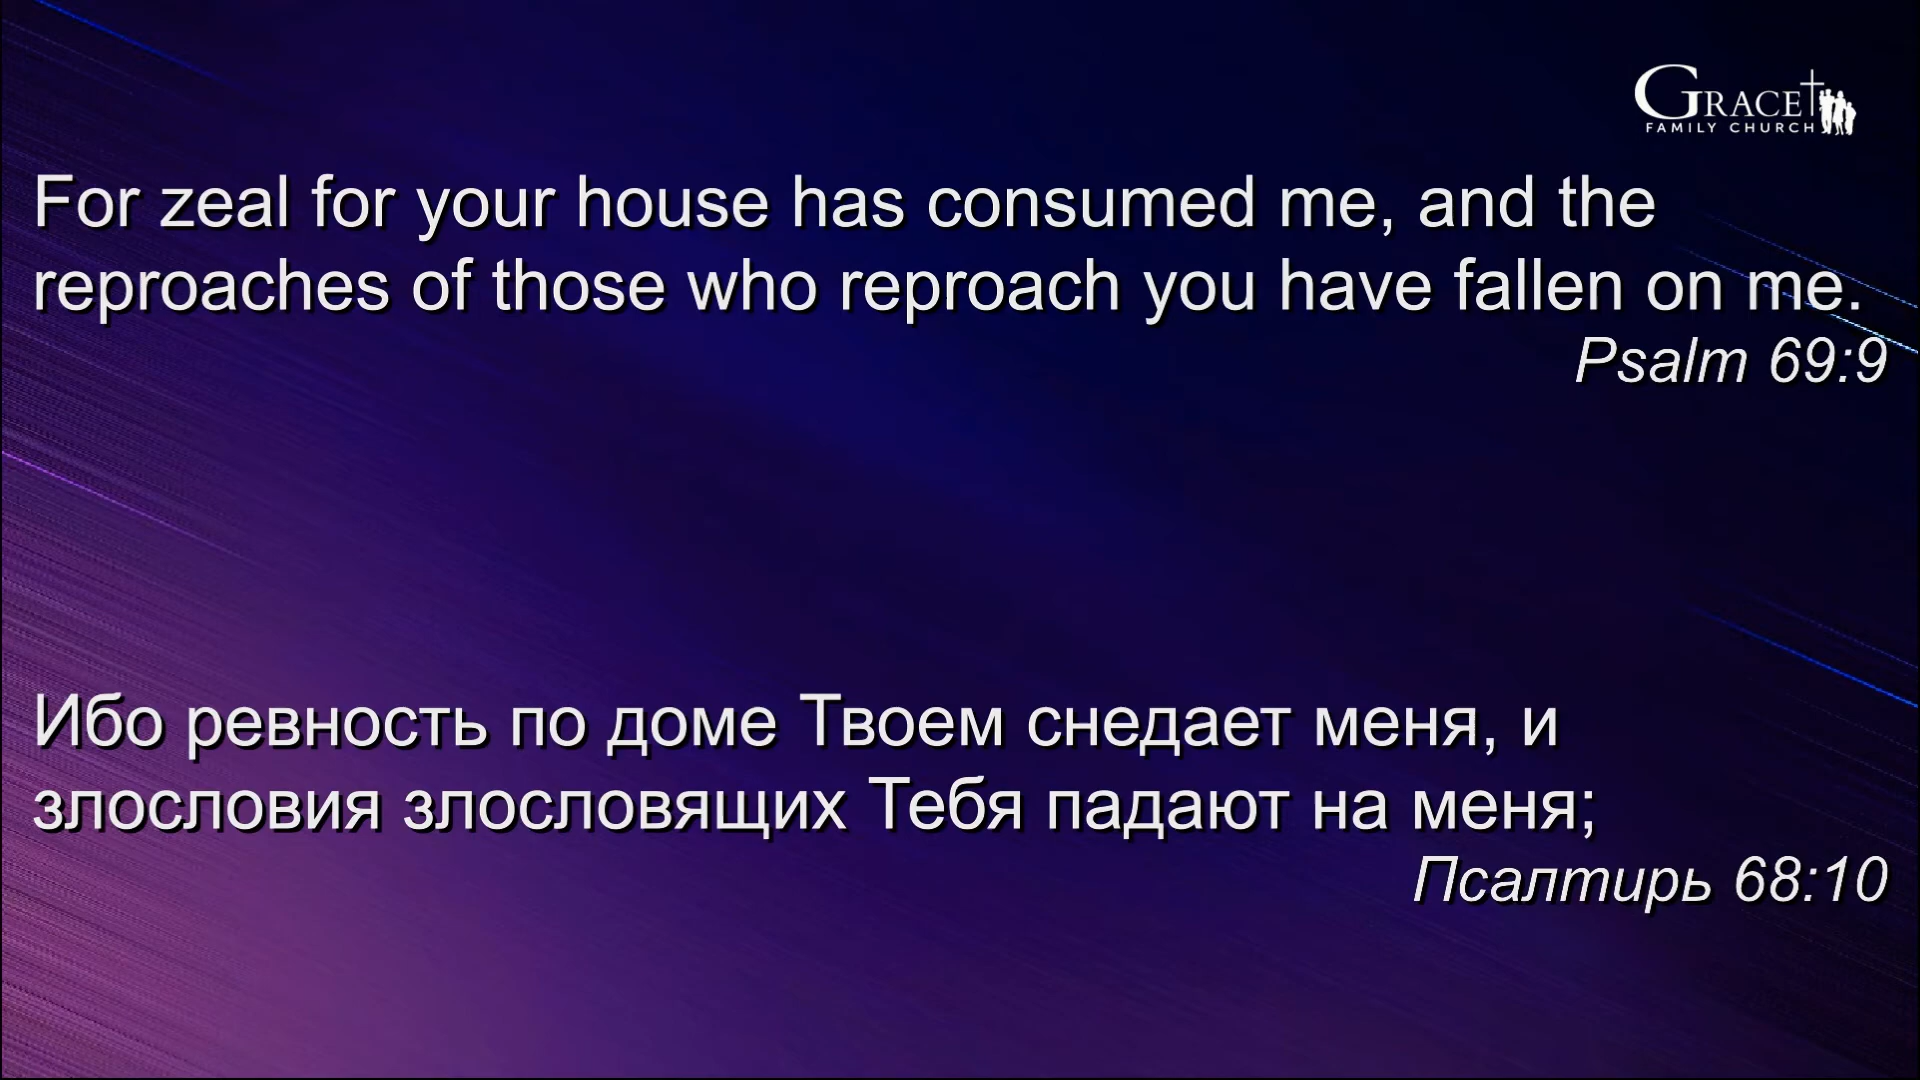 GRACE
FAMILY CHURCH
For zeal for your house has consumed me, and the
reproaches of those who reproach you have fallen on me.
Psalm 69:9
Ибо ревность по доме Твоем снедает меня, и
злословия злословящих Тебя падают на меня;
Псалтирь 68:10